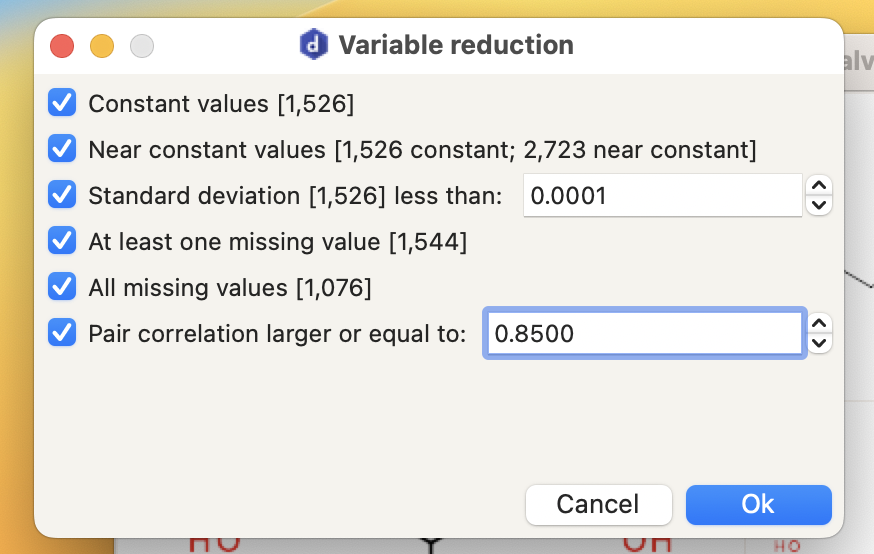 d Variable reduction
alv
Constant values [1,526]
Near constant values [1,526 constant; 2,723 near constant]
Standard deviation [1,526] less than: 0.0001
At least one missing value [1,544]
All missing values [1,076]
Pair correlation larger or equal to: 0.8500
Cancel Ok
HO OH HO